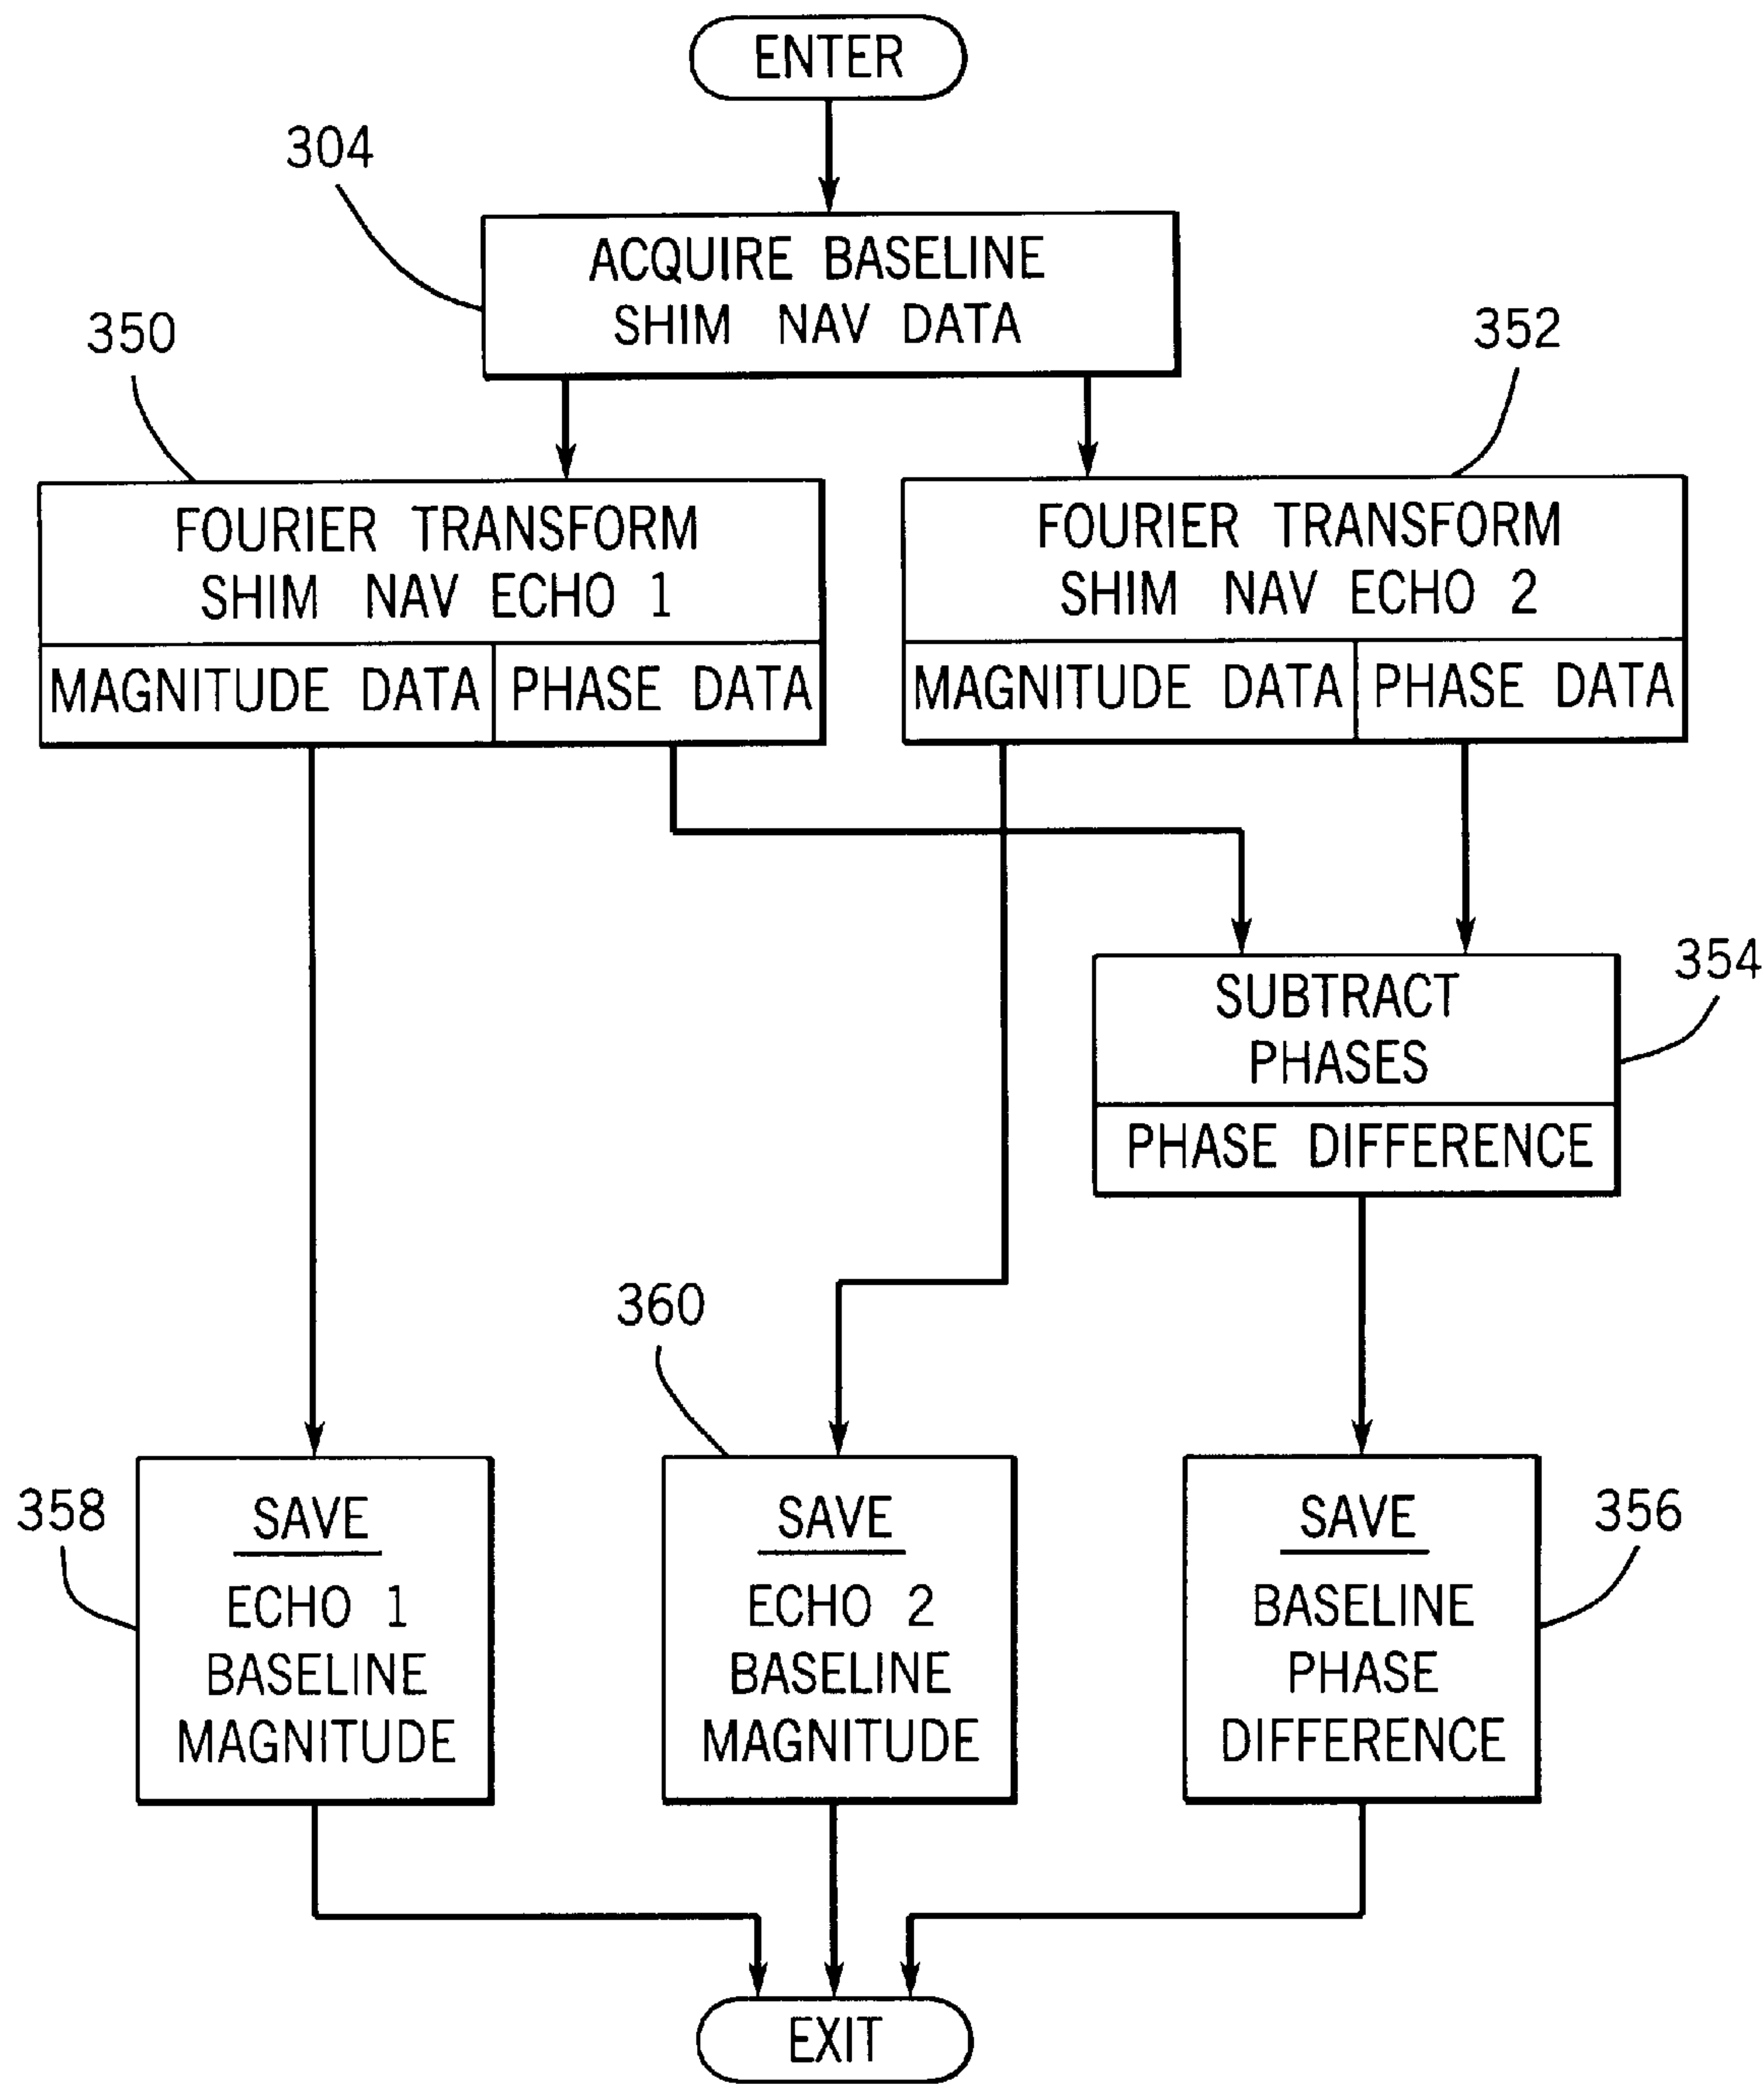 ENTER
304
ACQUIRE BASELINE
SHIM NAV DATA
350
352
FOURIER TRANSFORM
SHIM NAV ECHO 1
MAGNITUDE DATA
PHASE DATA
FOURIER TRANSFORM
SHIM NAV ECHO 2
MAGNITUDE DATA
PHASE DATA
354
SUBTRACT
PHASES
PHASE DIFFERENCE
360
358
SAVE
ECHO 1
BASELINE
MAGNITUDE
SAVE
ECHO 2
BASELINE
MAGNITUDE
356
SAVE
BASELINE
PHASE
DIFFERENCE
EXIT